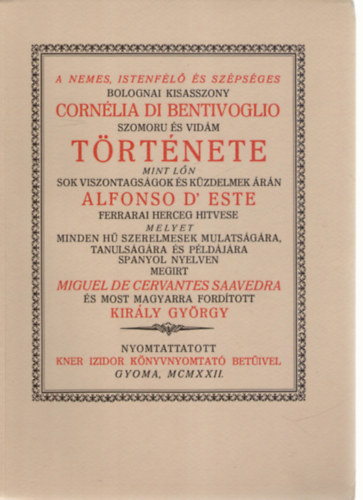 A NEMES, ISTENFÉLŐ ÉS SZÉPSÉGES
BOLOGNAI KISASSZONY
CORNÉLIA DI BENTIVOGLIO
SZOMORU ÉS VIDÁM
TÖRTÉNETE
MINT LŐN
SOK VISZONTAGSÁGOK ÉS KÜZDELMEK ÁRÁN
ALFONSO D' ESTE
FERRARAI HERCEG HITVESE
MELYET
MINDEN HŰ SZERELMESEK MULATSÁGÁRA,
TANULSÁGÁRA ÉS PÉLDÁJÁRA
SPANYOL NYELVEN
MEGIRT
MIGUEL DE CERVANTES SAAVEDRA
ÉS MOST MAGYARRA FORDÍTOTT
KIRÁLY GYÖRGY
NYOMTATTATOTT
KNER IZIDOR KÖNYVNYOMTATÓ BETŰIVEL
GYOMA, MCMXXII.